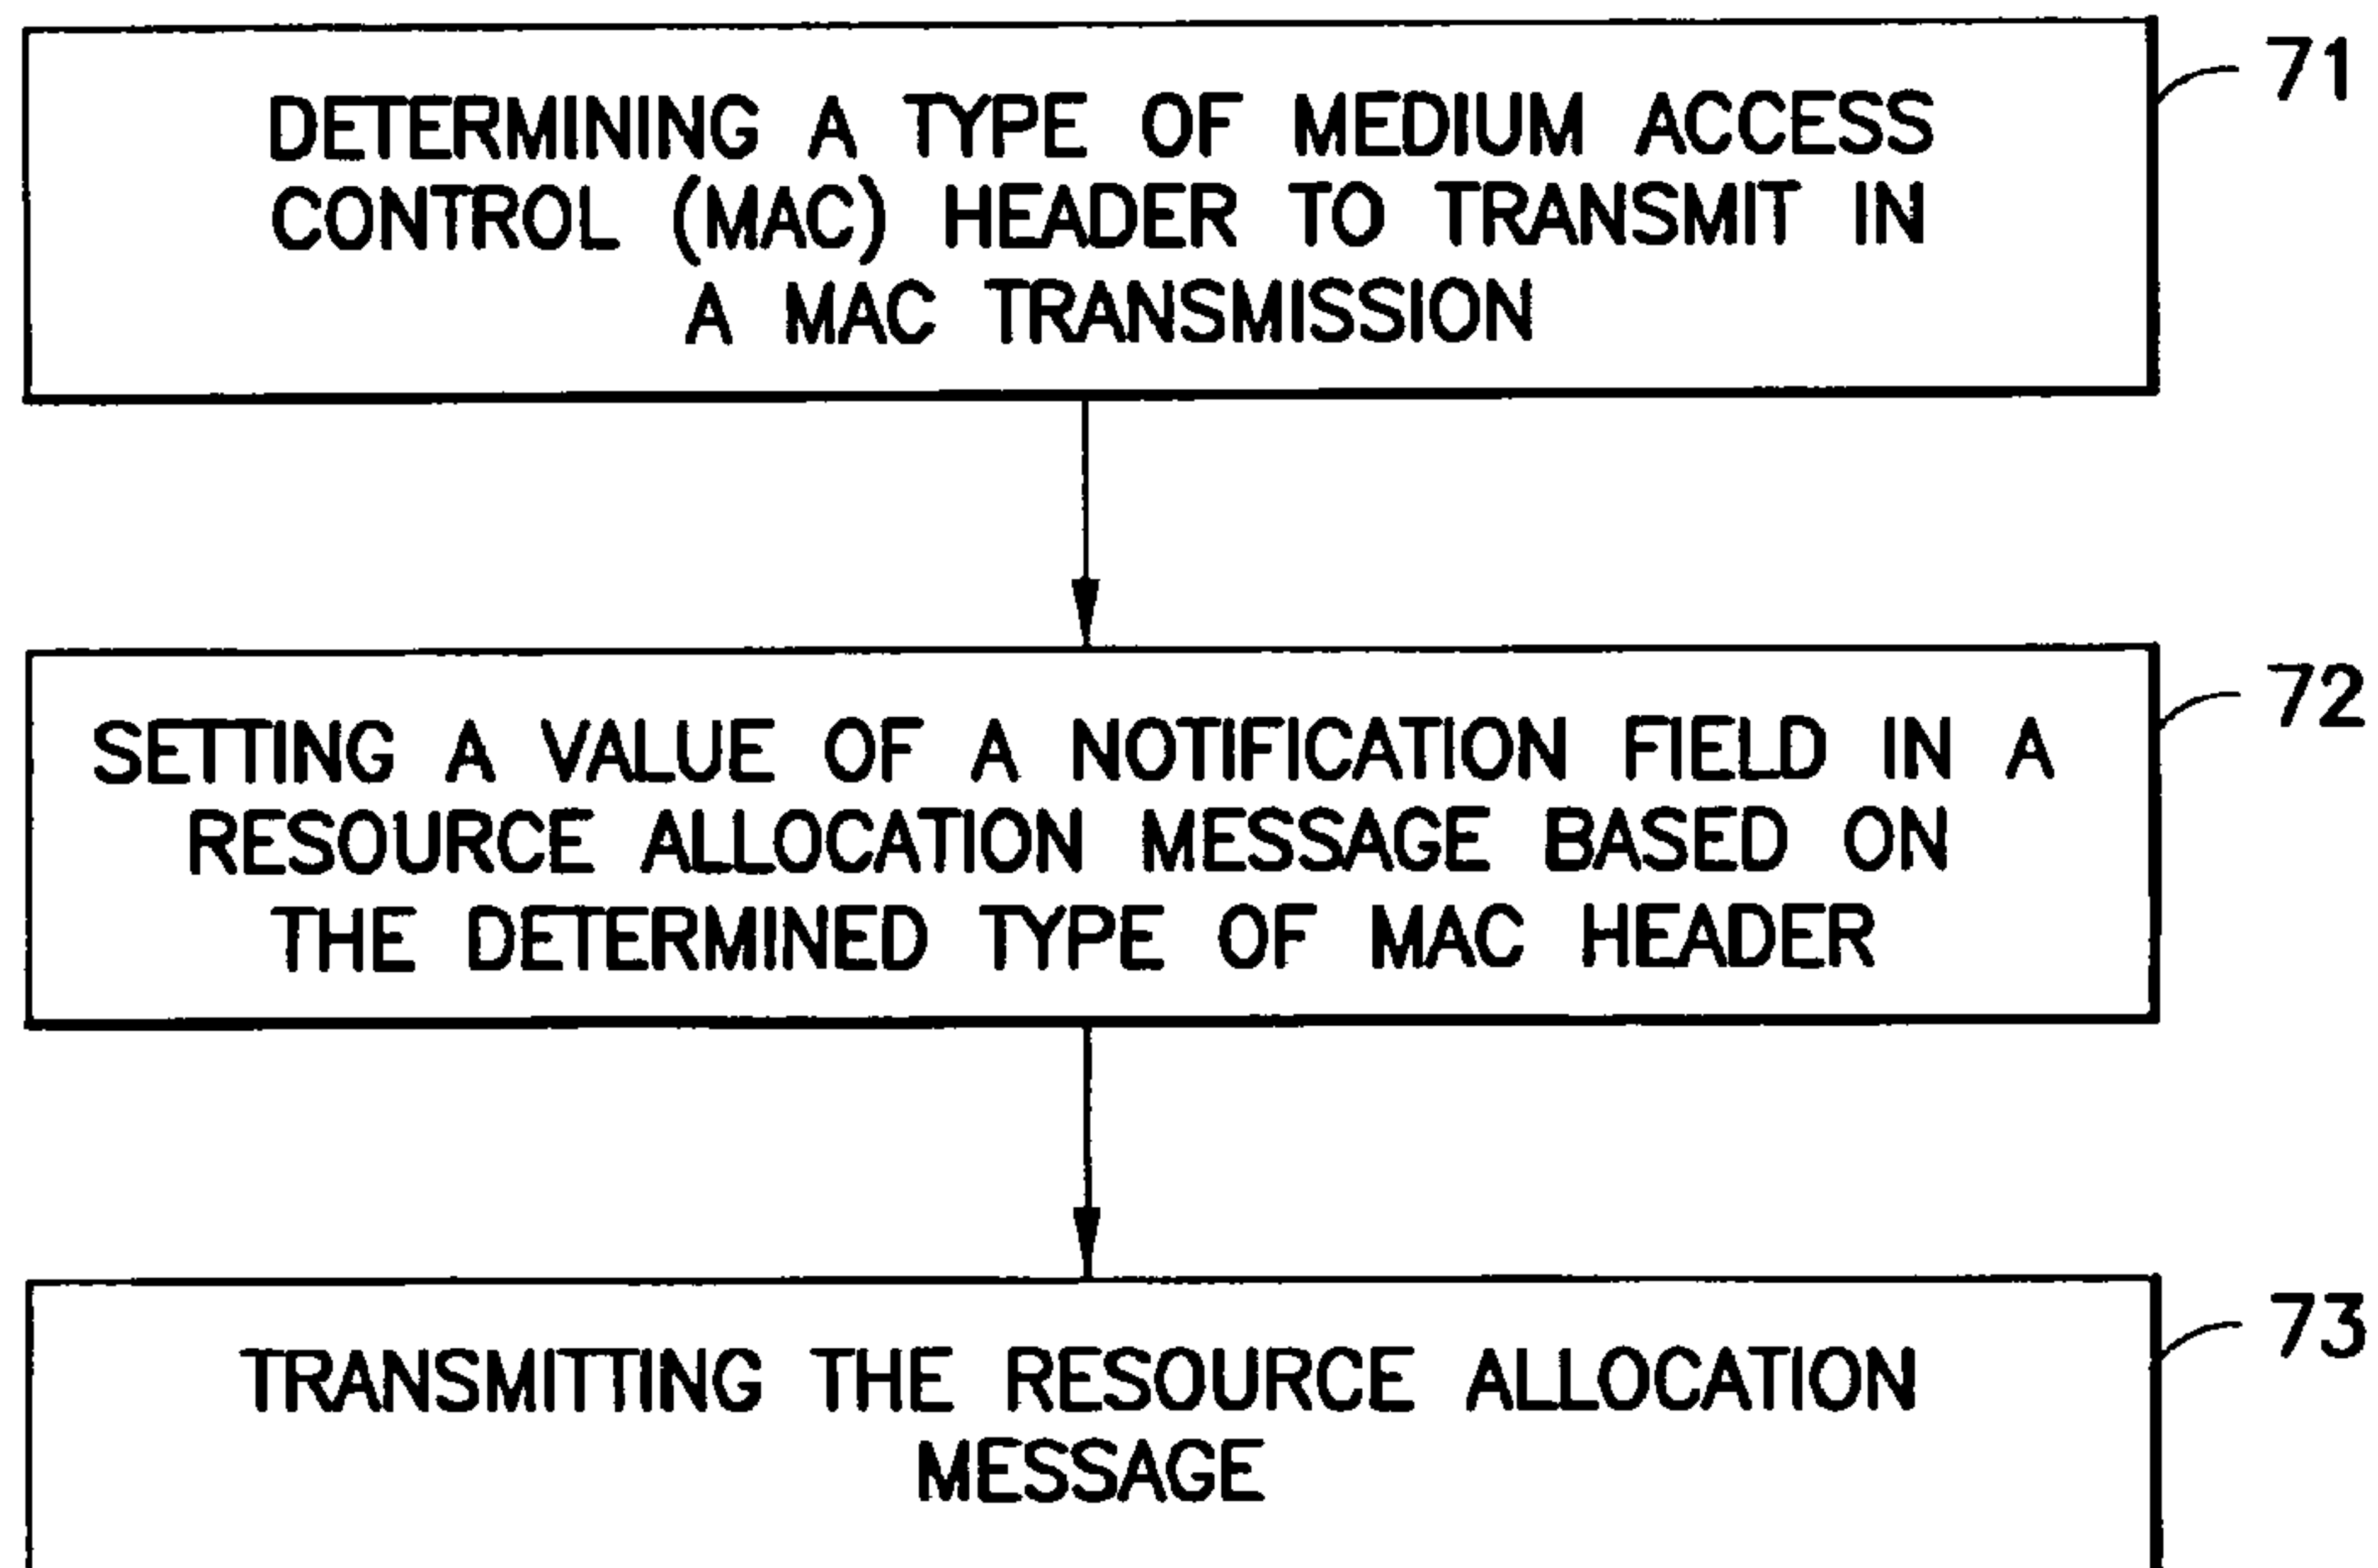 71
DETERMINING A TYPE OF MEDIUM ACCESS
CONTROL (MAC) HEADER TO TRANSMIT IN
A MAC TRANSMISSION
72
SETTING A VALUE OF A NOTIFICATION FIELD IN A
RESOURCE ALLOCATION MESSAGE BASED ON
THE DETERMINED TYPE OF MAC HEADER
73
TRANSMITTING THE RESOURCE ALLOCATION
MESSAGE